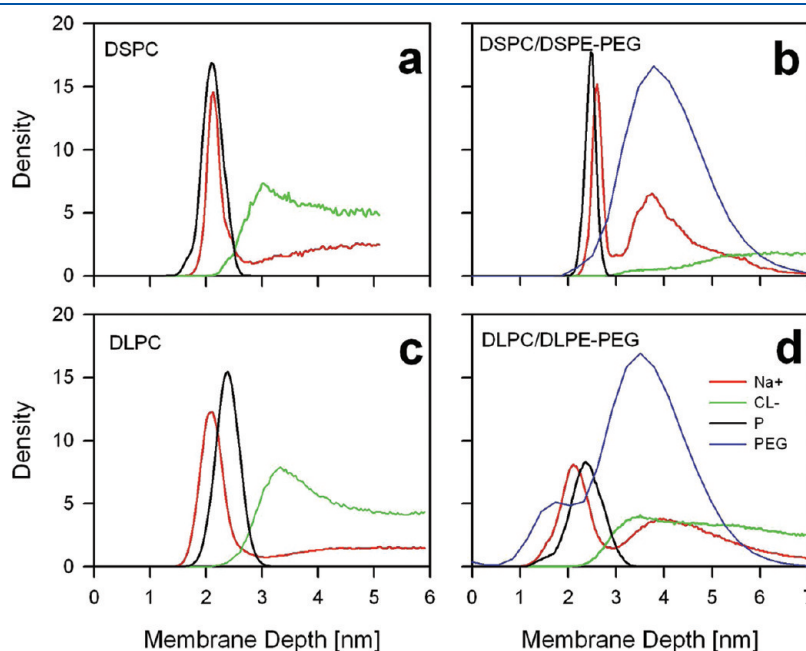 20
DSPC
a
15
10
5
0
Density
DSPC/DSPE-PEG
b
20
DLPC
c
15
10
5
0
Density
0 1 2 3 4 5 6
Membrane Depth [nm]
DLPC/DLPE-PEG
d
Na+
CL-
P
PEG
0 1 2 3 4 5 6 7
Membrane Depth [nm]